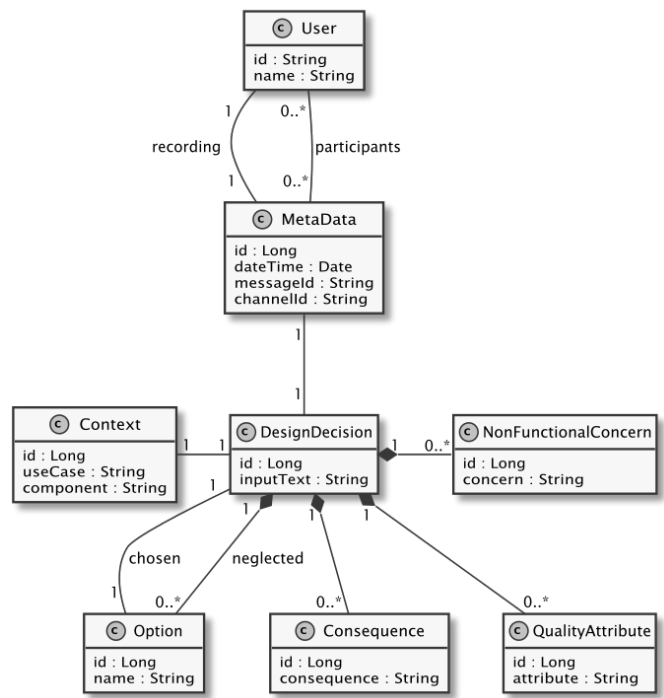 C User
id : String
name : String
1
0..*
recording
participants
1
0..*
C MetaData
id : Long
dateTime : Date
messageId : String
channelId : String
1
1
C Context
id : Long
useCase : String
component : String
1
1
C DesignDecision
id : Long
inputText : String
1
0..*
C NonFunctionalConcern
id : Long
concern : String
1
1
1
1
chosen
neglected
1
0..*
0..*
0..*
C Option
id : Long
name : String
C Consequence
id : Long
consequence : String
C QualityAttribute
id : Long
attribute : String